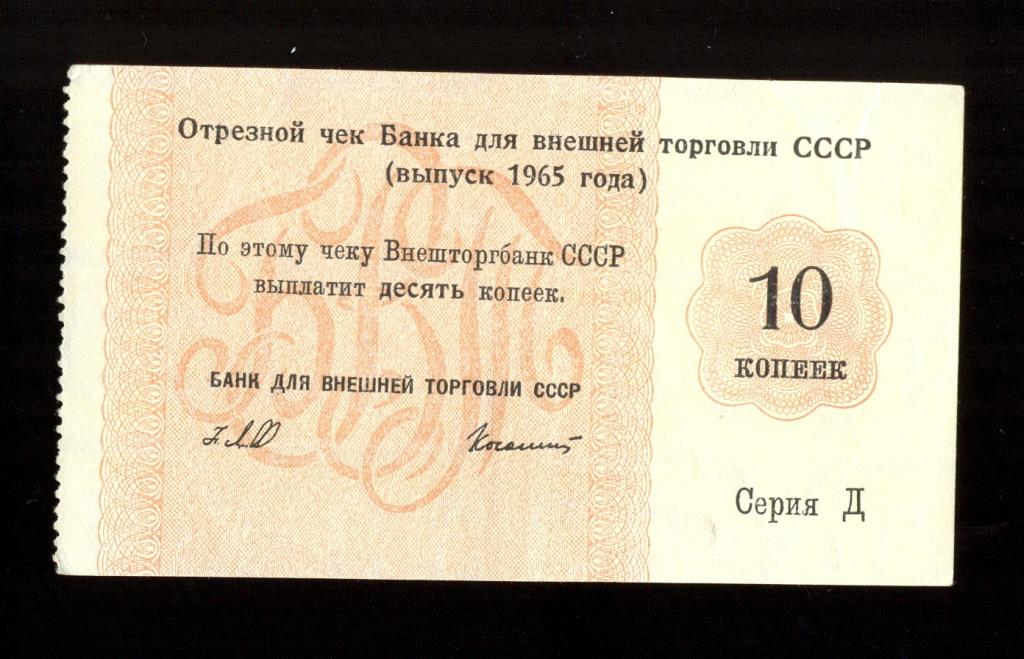 Отрезной чек Банка для внешней торговли СССР
(выпуск 1965 года)
По этому чеку Внешторгбанк СССР
выплатит десять копеек.
БАНК ДЛЯ ВНЕШНЕЙ ТОРГОВЛИ СССР
10
КОПЕЕК
Серия Д